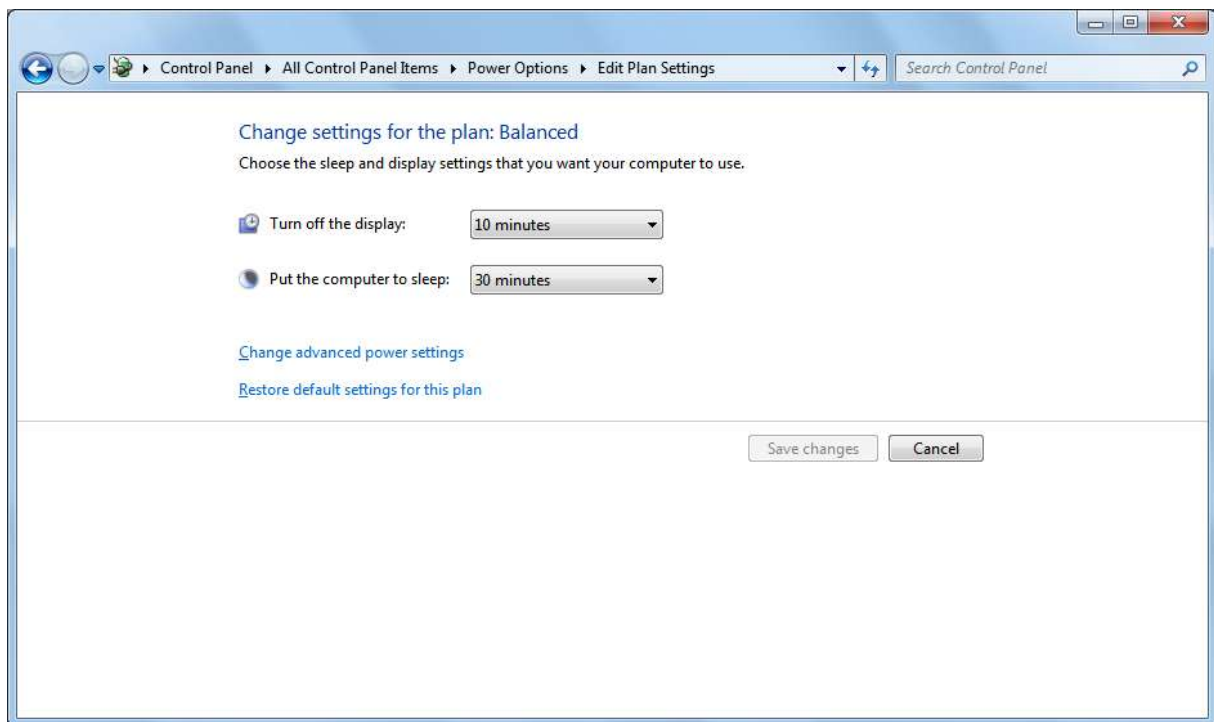 Control Panel ▸ All Control Panel Items ▸ Power Options ▸ Edit Plan Settings
Search Control Panel
Change settings for the plan: Balanced
Choose the sleep and display settings that you want your computer to use.
Turn off the display: 10 minutes
Put the computer to sleep: 30 minutes
Change advanced power settings
Restore default settings for this plan
Save changes Cancel